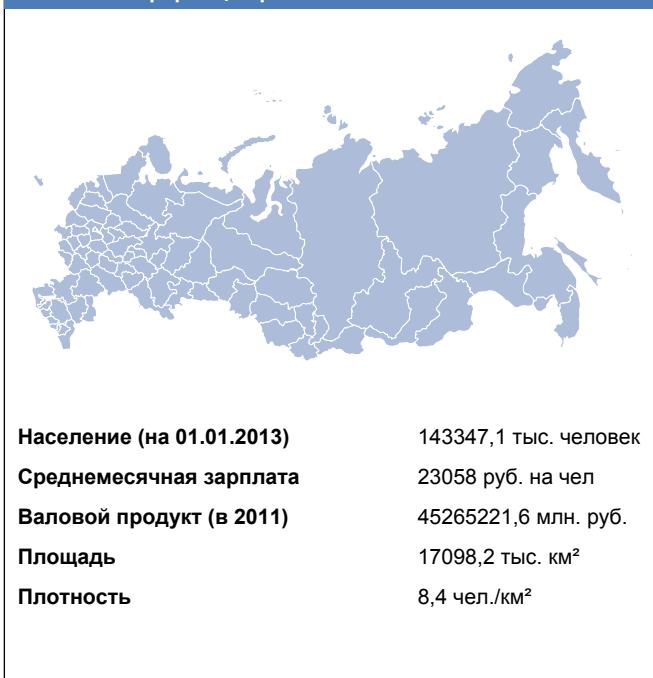 Население (на 01.01.2013) 143347,1 тыс. человек
Среднемесячная зарплата 23058 руб. на чел
Валовой продукт (в 2011) 45265221,6 млн. руб.
Площадь 17098,2 тыс. км²
Плотность 8,4 чел./км²